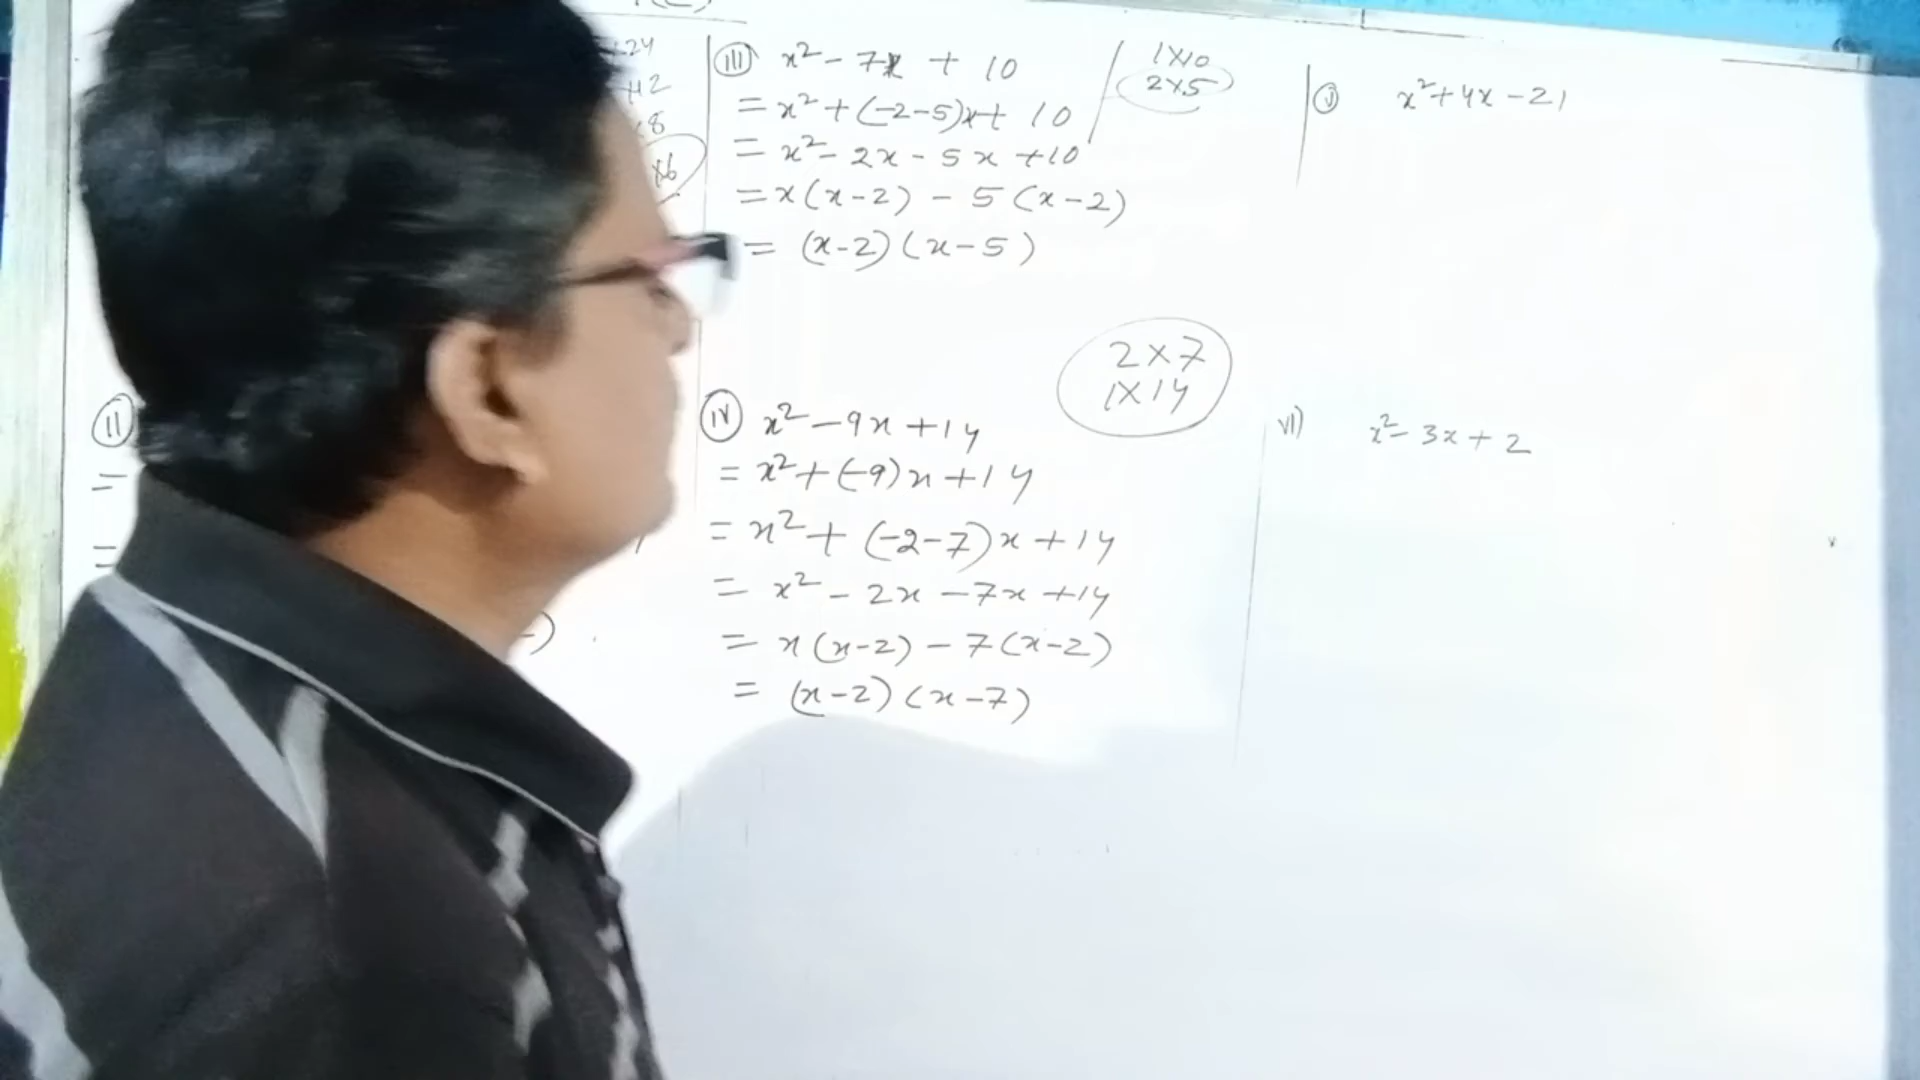 24
x6
(iii) x² - 7x + 10
= x² + (-2-5)x + 10
= x² - 2x - 5x + 10
= x(x-2) - 5(x-2)
= (x-2)(x-5)
1×10
2×5
(ii)
=
=
(iv) x² - 9x + 14
= x² + (-9)x + 14
= x² + (-2-7)x + 14
= x² - 2x - 7x + 14
= x(x-2) - 7(x-2)
= (x-2)(x-7)
2×7
1×14
(v) x² + 4x - 21
vi) x² - 3x + 2